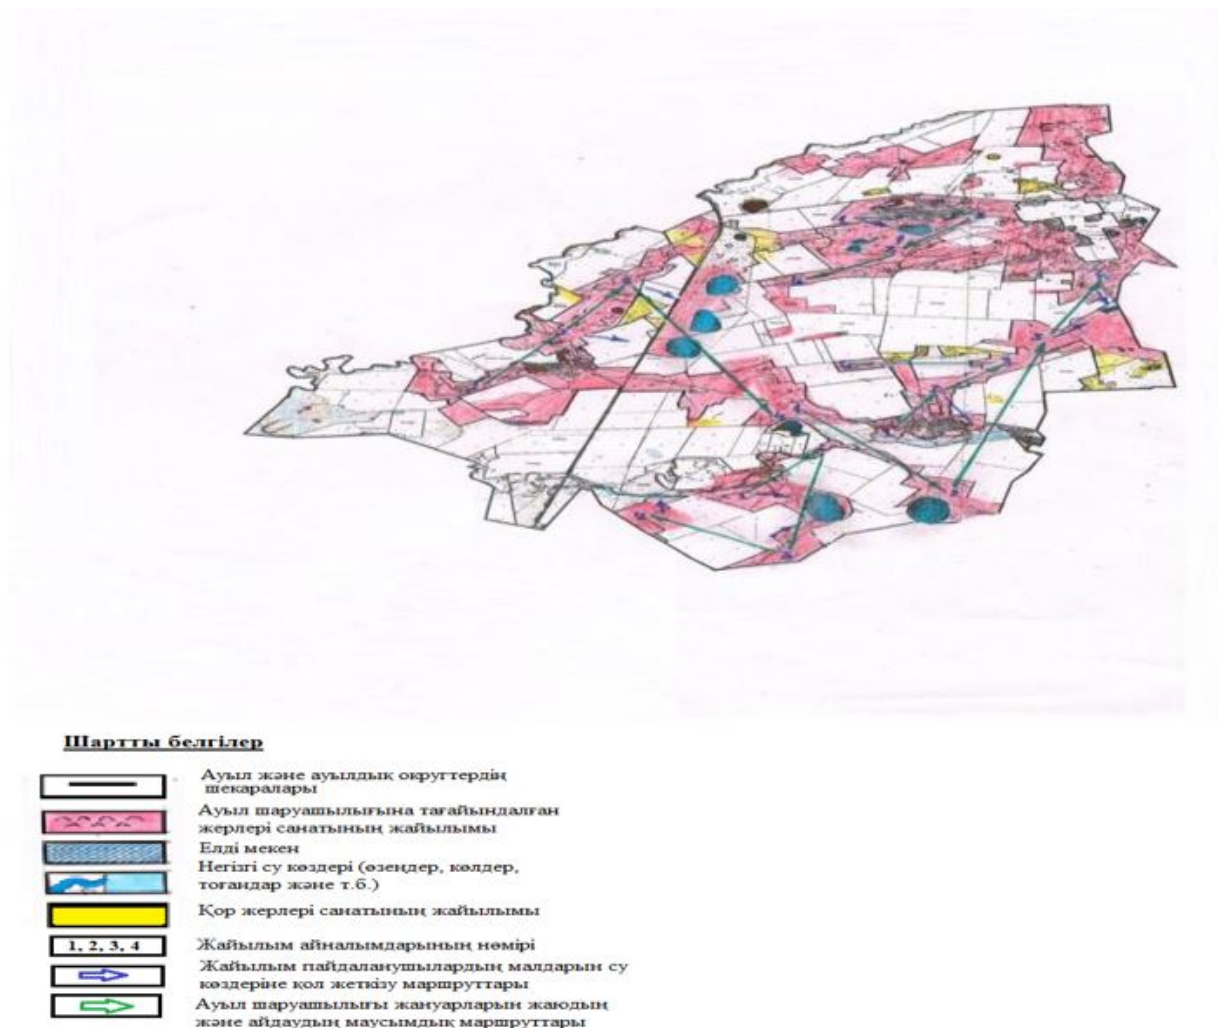 Шартты белгілер
Ауыл және ауылдық округтердің
шекаралары
Ауыл шаруашылығына тағайындалған
жерлері санатының жайылымы
Елді мекен
Негізгі су көздері (өзендер, көлдер,
тоғандар және т.б.)
Қор жерлері санатының жайылымы
1, 2, 3, 4
Жайылым айналымдарының нөмірі
Жайылым пайдаланушылардың малдарын су
көздеріне қол жеткізу маршруттары
Ауыл шаруашылығы жануарларын жаюдың
және айдаудың маусымдық маршруттары